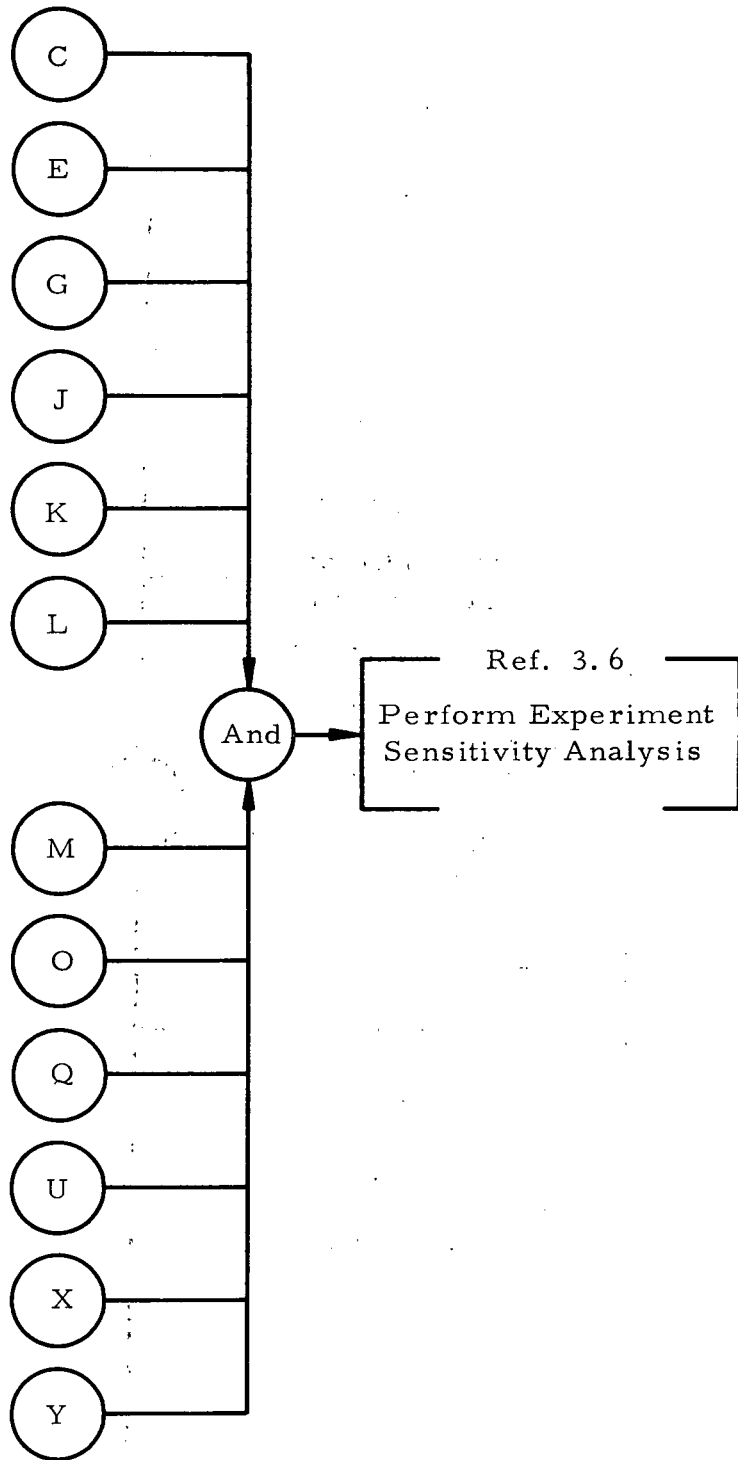 C
E
G
J
K
L
And
Ref. 3.6
Perform Experiment
Sensitivity Analysis
M
O
Q
U
X
Y